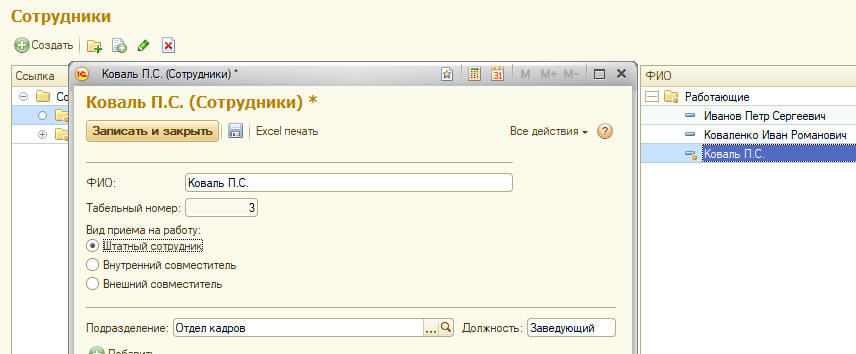 Сотрудники
Создать
Ссылка
Коваль П.С. (Сотрудники) *
31
M M+ M-
ФИО
Со
Работающие
Иванов Петр Сергеевич
Коваленко Иван Романович
Коваль П.С.
Коваль П.С. (Сотрудники) *
Записать и закрыть
Excel печать
Все действия
?
ФИО:
Коваль П.С.
Табельный номер:
3
Вид приема на работу:
Штатный сотрудник
Внутренний совместитель
Внешний совместитель
Подразделение:
Отдел кадров
...
Должность:
Заведующий
Добавить